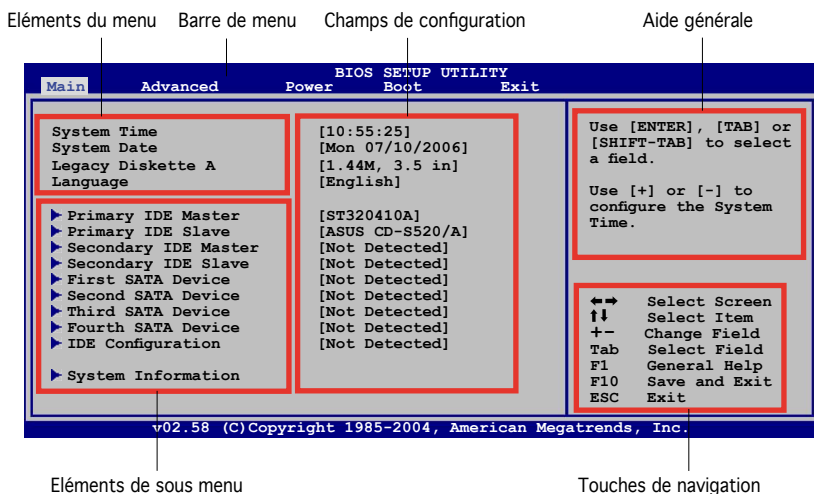 Eléments du menu Barre de menu Champs de configuration Aide générale
BIOS SETUP UTILITY
Main Advanced Power Boot Exit
System Time [10:55:25]
System Date [Mon 07/10/2006]
Legacy Diskette A [1.44M, 3.5 in]
Language [English]
Primary IDE Master [ST320410A]
Primary IDE Slave [ASUS CD-S520/A]
Secondary IDE Master [Not Detected]
Secondary IDE Slave [Not Detected]
First SATA Device [Not Detected]
Second SATA Device [Not Detected]
Third SATA Device [Not Detected]
Fourth SATA Device [Not Detected]
IDE Configuration [Not Detected]
System Information
Use [ENTER], [TAB] or
[SHIFT-TAB] to select
a field.
Use [+] or [-] to
configure the System
Time.
←→ Select Screen
↑↓ Select Item
+- Change Field
Tab Select Field
F1 General Help
F10 Save and Exit
ESC Exit
v02.58 (C)Copyright 1985-2004, American Megatrends, Inc.
Eléments de sous menu Touches de navigation